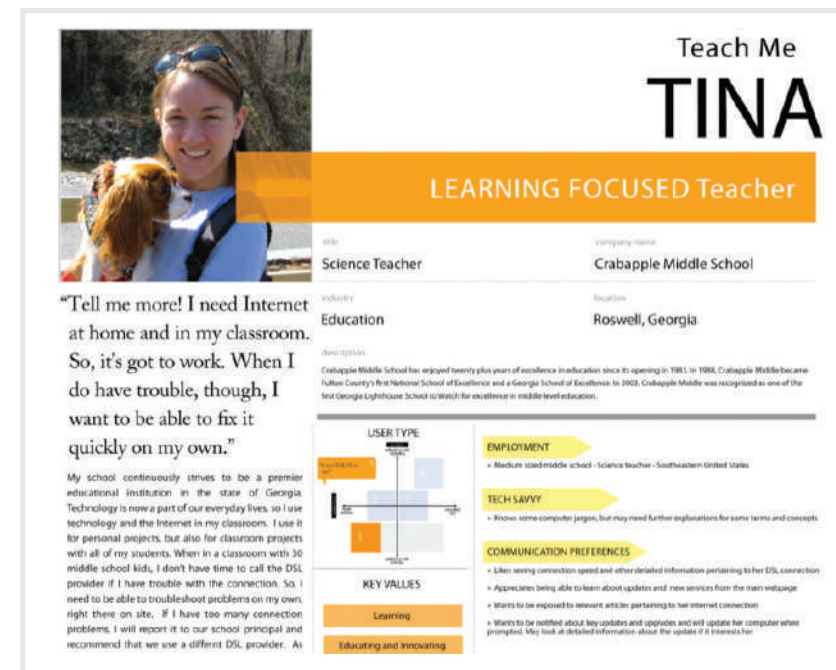 Teach Me
TINA
LEARNING FOCUSED Teacher
title
Science Teacher
company name
Crabapple Middle School
industry
Education
location
Roswell, Georgia
description
Crabapple Middle School has enjoyed twenty plus years of excellence in education since its opening in 1983. In 1988, Crabapple Middle became
Fulton County's first National School of Excellence and a Georgia School of Excellence. In 2003, Crabapple Middle was recognized as one of the
first Georgia Lighthouse School to Watch for excellence in middle level education.
“Tell me more! I need Internet
at home and in my classroom.
So, it's got to work. When I
do have trouble, though, I
want to be able to fix it
quickly on my own.”
My school continuously strives to be a premier
educational institution in the state of Georgia.
Technology is now a part of our everyday lives, so I use
technology and the Internet in my classroom. I use it
for personal projects, but also for classroom projects
with all of my students. When in a classroom with 30
middle school kids, I don't have time to call the DSL
provider if I have trouble with the connection. So, I
need to be able to troubleshoot problems on my own,
right there on site. If I have too many connection
problems, I will report it to our school principal and
recommend that we use a differnt DSL provider. As
USER TYPE
KEY VALUES
Learning
Educating and Innovating
EMPLOYMENT
» Medium sized middle school - Science teacher - Southeastern United States
TECH SAVVY
» Knows some computer jargon, but may need further explanations for some terms and concepts
COMMUNICATION PREFERENCES
» Likes seeing connection speed and other detailed information pertaining to her DSL connection
» Appreciates being able to learn about updates and new services from the main webpage
» Wants to be exposed to relevant articles pertaining to her internet connection
» Wants to be notified about key updates and upgrades and will update her computer when
prompted. May look at detailed information about the update if it interests her